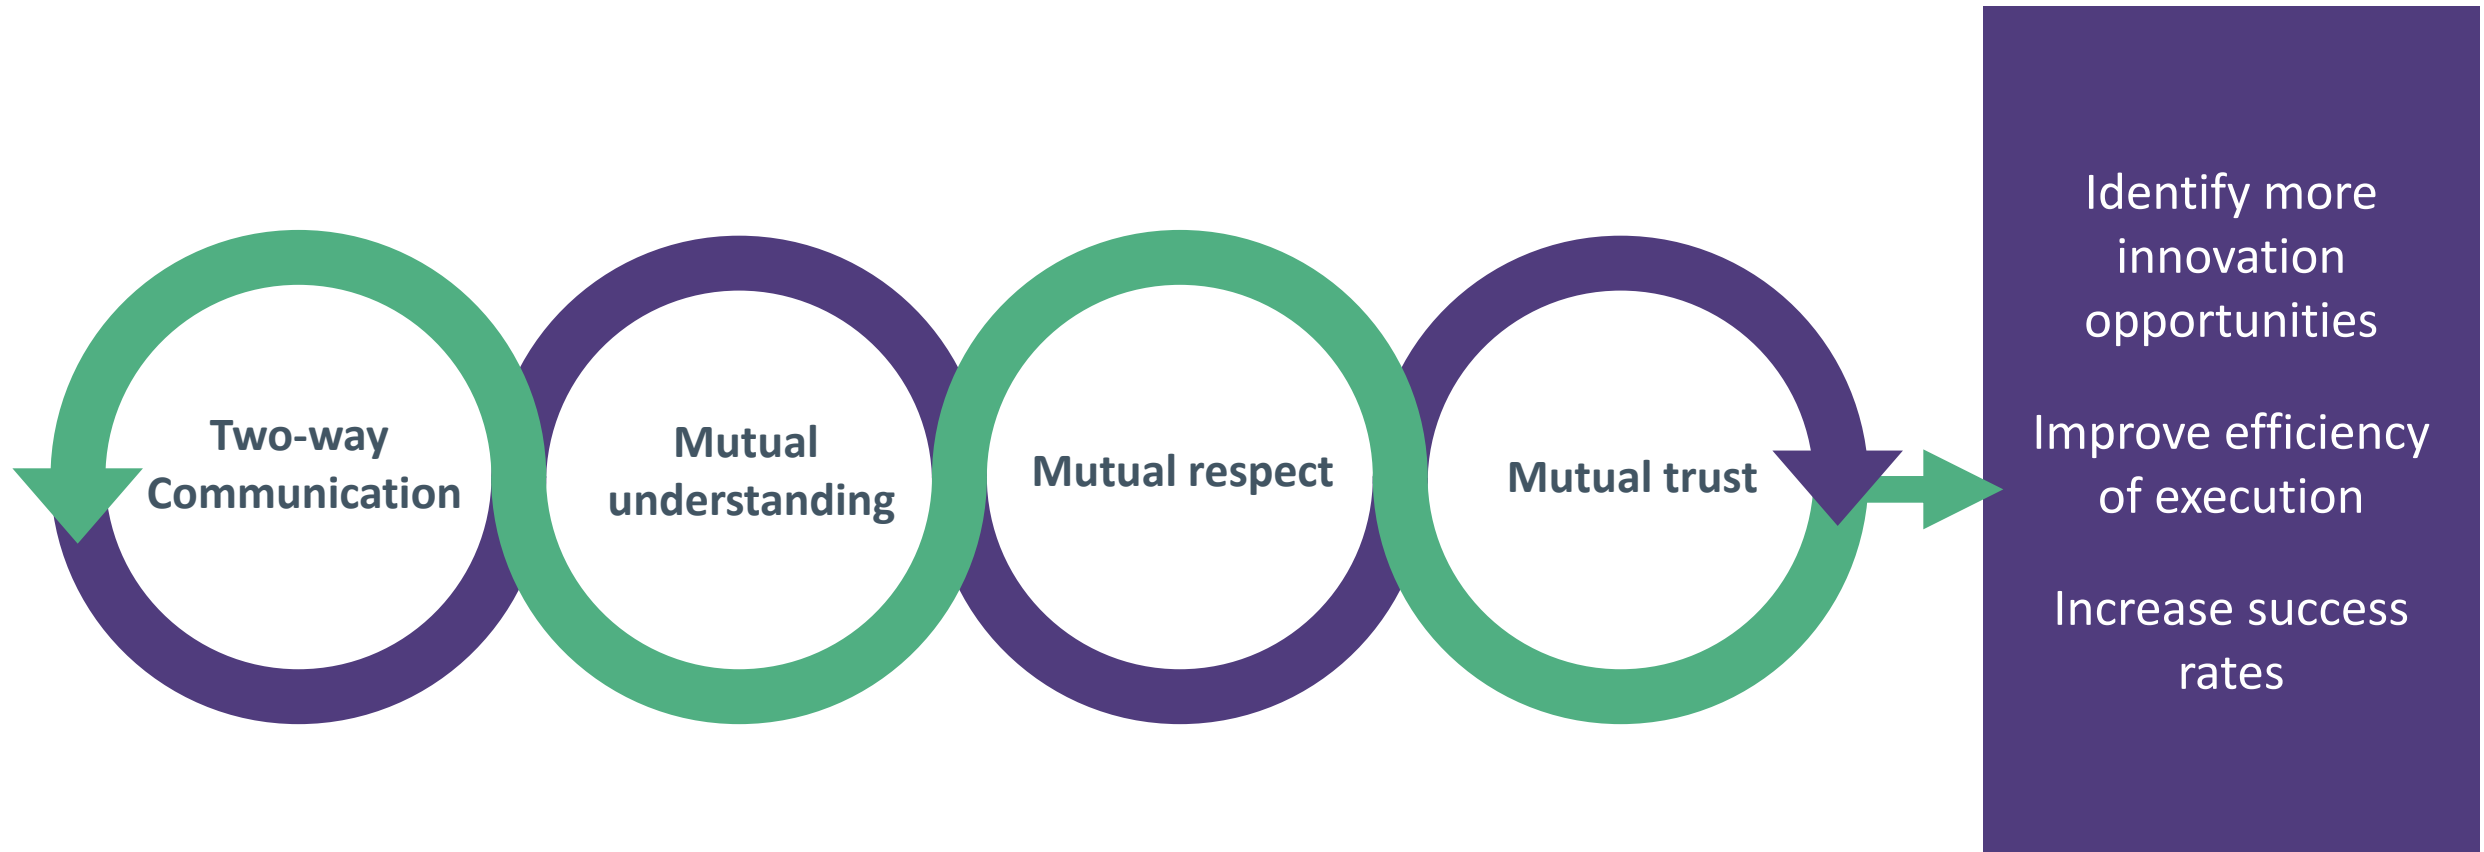 Two-way
Communication
Mutual
understanding
Mutual respect
Mutual trust
Identify more
innovation
opportunities
Improve efficiency
of execution
Increase success
rates